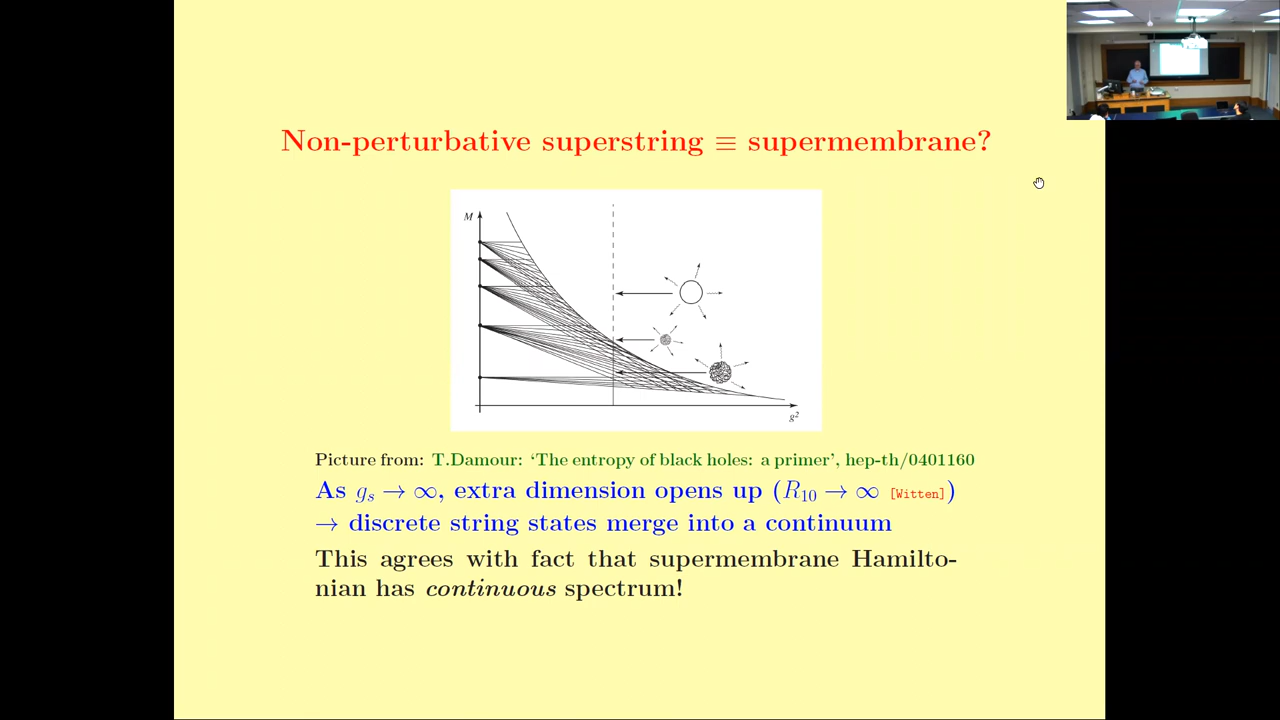 Non-perturbative superstring ≡ supermembrane?
M
g²
Picture from: T.Damour: ‘The entropy of black holes: a primer’, hep-th/0401160
As gₛ → ∞, extra dimension opens up (R₁₀ → ∞ [Witten])
→ discrete string states merge into a continuum
This agrees with fact that supermembrane Hamilto-
nian has continuous spectrum!